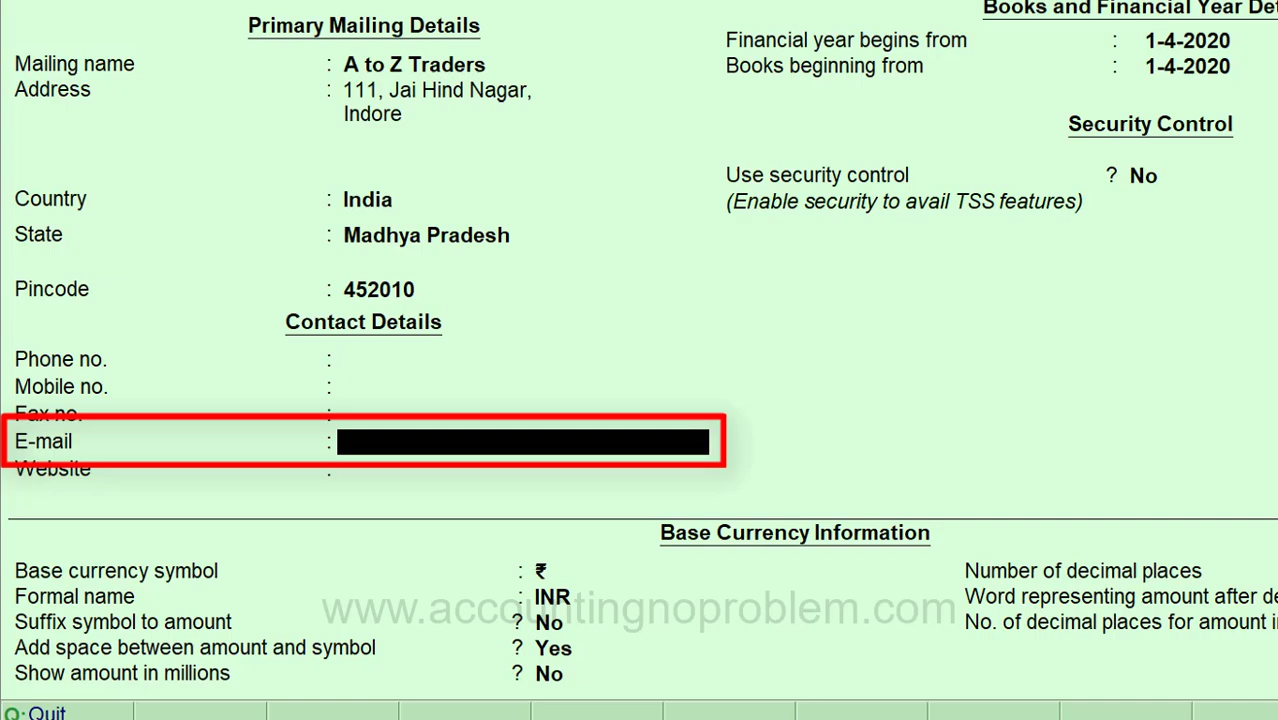 Primary Mailing Details
Mailing name : A to Z Traders
Address : 111, Jai Hind Nagar,
Indore
Country : India
State : Madhya Pradesh
Pincode : 452010
Contact Details
Phone no. :
Mobile no. :
Fax no. :
E-mail :
Website :
Books and Financial Year Det
Financial year begins from : 1-4-2020
Books beginning from : 1-4-2020
Security Control
Use security control ? No
(Enable security to avail TSS features)
Base Currency Information
Base currency symbol : ₹
Formal name : INR
Suffix symbol to amount ? No
Add space between amount and symbol ? Yes
Show amount in millions ? No
Number of decimal places
Word representing amount after de
No. of decimal places for amount in
www.accountingnoproblem.com
Q: Quit